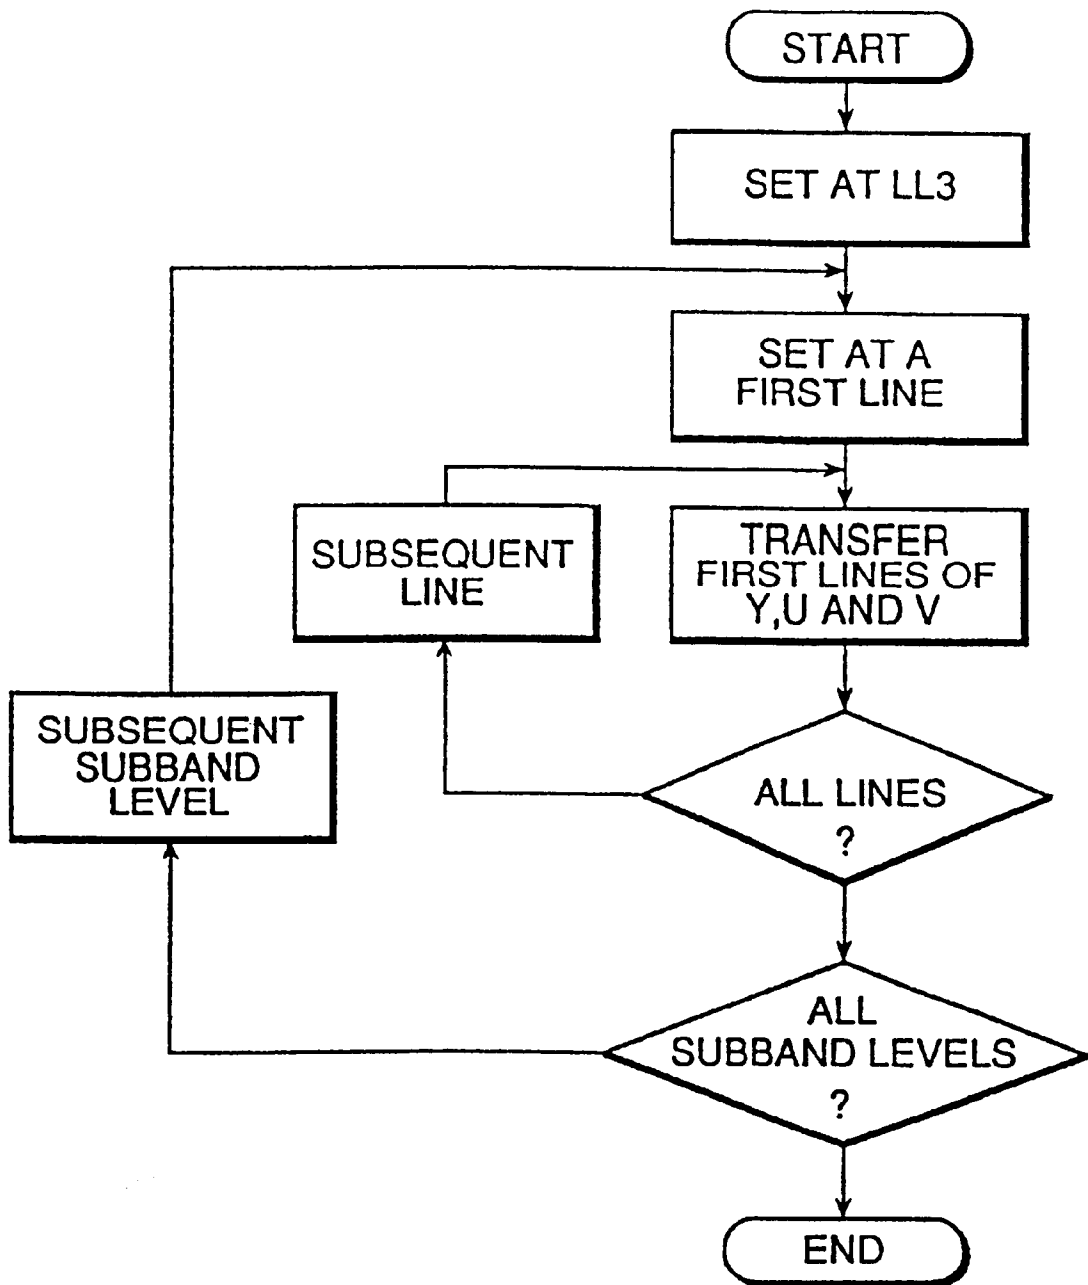 START
SET AT LL3
SET AT A
FIRST LINE
SUBSEQUENT
LINE
TRANSFER
FIRST LINES OF
Y,U AND V
SUBSEQUENT
SUBBAND
LEVEL
ALL LINES
?
ALL
SUBBAND LEVELS
?
END